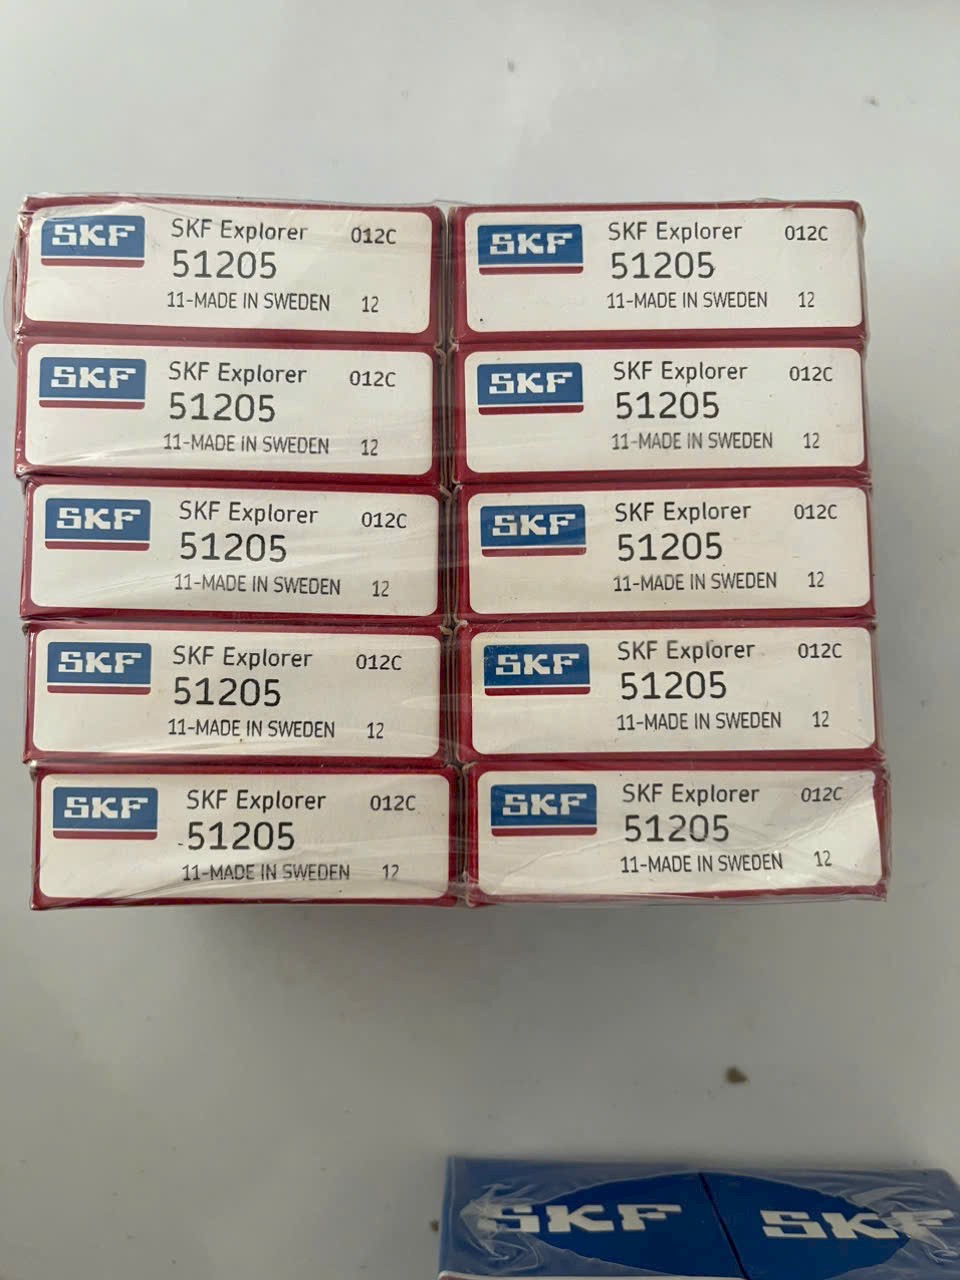 SKF SKF Explorer 012C
51205
11-MADE IN SWEDEN 12
SKF SKF Explorer 012C
51205
11-MADE IN SWEDEN 12
SKF SKF Explorer 012C
51205
11-MADE IN SWEDEN 12
SKF SKF Explorer 012C
51205
11-MADE IN SWEDEN 12
SKF SKF Explorer 012C
51205
11-MADE IN SWEDEN 12
SKF SKF Explorer 012C
51205
11-MADE IN SWEDEN 12
SKF SKF Explorer 012C
51205
11-MADE IN SWEDEN 12
SKF SKF Explorer 012C
51205
11-MADE IN SWEDEN 12
SKF SKF Explorer 012C
51205
11-MADE IN SWEDEN 12
SKF SKF Explorer 012C
51205
11-MADE IN SWEDEN 12
SKF SKF